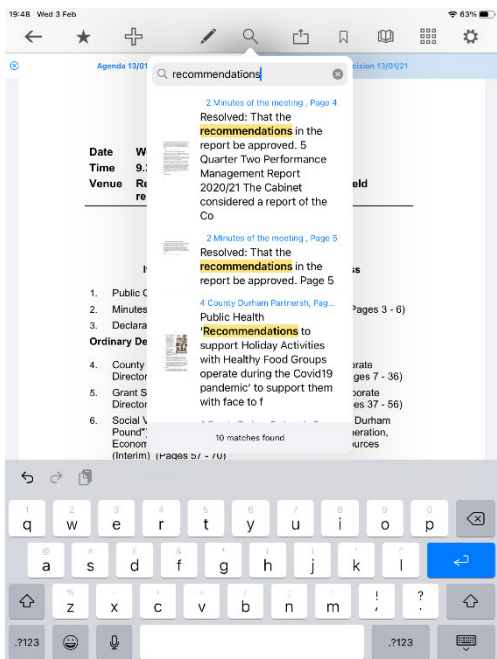 19:48 Wed 3 Feb
63%
Agenda 13/01
cision 13/01/21
recommendations
2 Minutes of the meeting , Page 4
Resolved: That the
recommendations in the
report be approved. 5
Quarter Two Performance
Management Report
2020/21 The Cabinet
considered a report of the
Co
2 Minutes of the meeting , Page 5
Resolved: That the
recommendations in the
report be approved. Page 5
4 County Durham Partnersh, Pag...
Public Health
'Recommendations to
support Holiday Activities
with Healthy Food Groups
operate during the Covid19
pandemic' to support them
with face to f
10 matches found
Date W
Time 9.
Venue Re eld
re
I ss
1. Public Q
2. Minutes Pages 3 - 6)
3. Declara
Ordinary De
4. County orate
Director ges 7 - 36)
5. Grant S porate
Director es 37 - 56)
6. Social V Durham
Pound" eration,
Econom urces
(Interim) (Pages 57 - 70)
1 2 3 4 5 6 7 8 9 0
q w e r t y u i o p
@ # £ & * ( ) ' "
a s d f g h j k l
% - + = / ; : ! ?
z x c v b n m , .
.?123 .?123